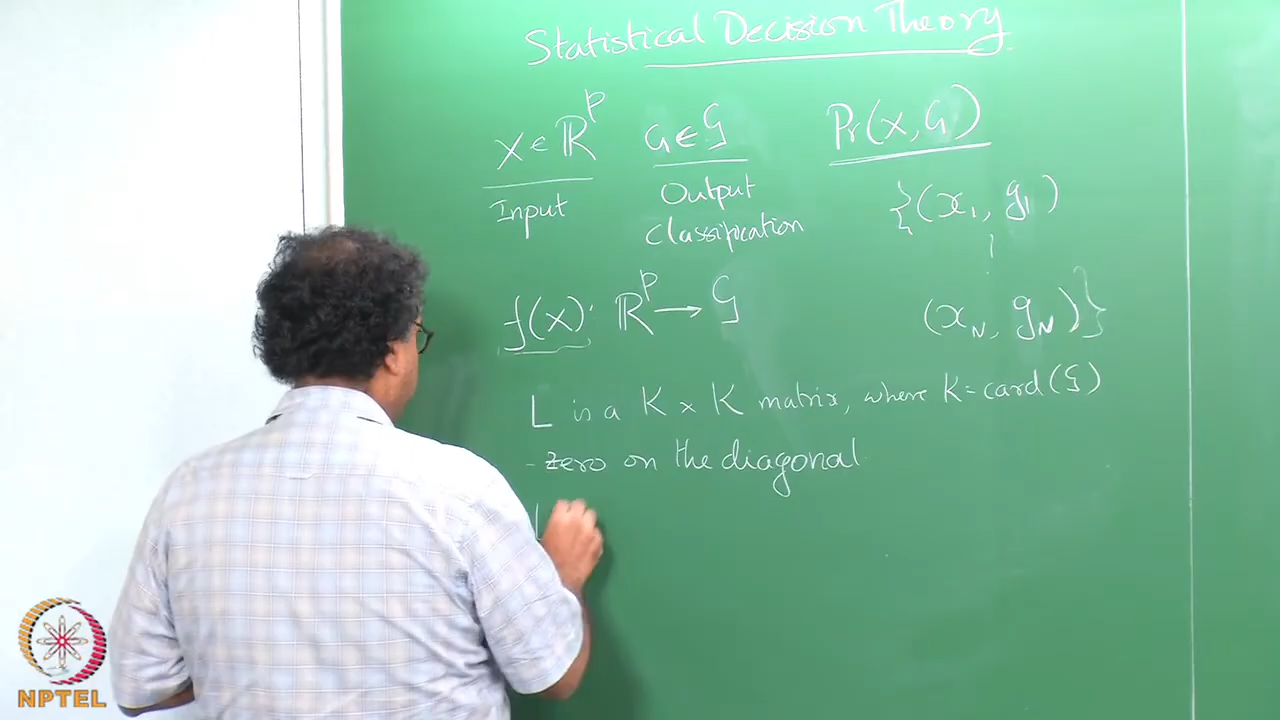 Statistical Decision Theory
X ∈ ℝ^p   G ∈ 𝒢   Pr(X, G)
Input   Output   {(x₁, g₁)
Classification
f(X): ℝ^p → 𝒢   (x_N, g_N)}
L is a K × K matrix, where K = card(𝒢)
- zero on the diagonal
L
NPTEL